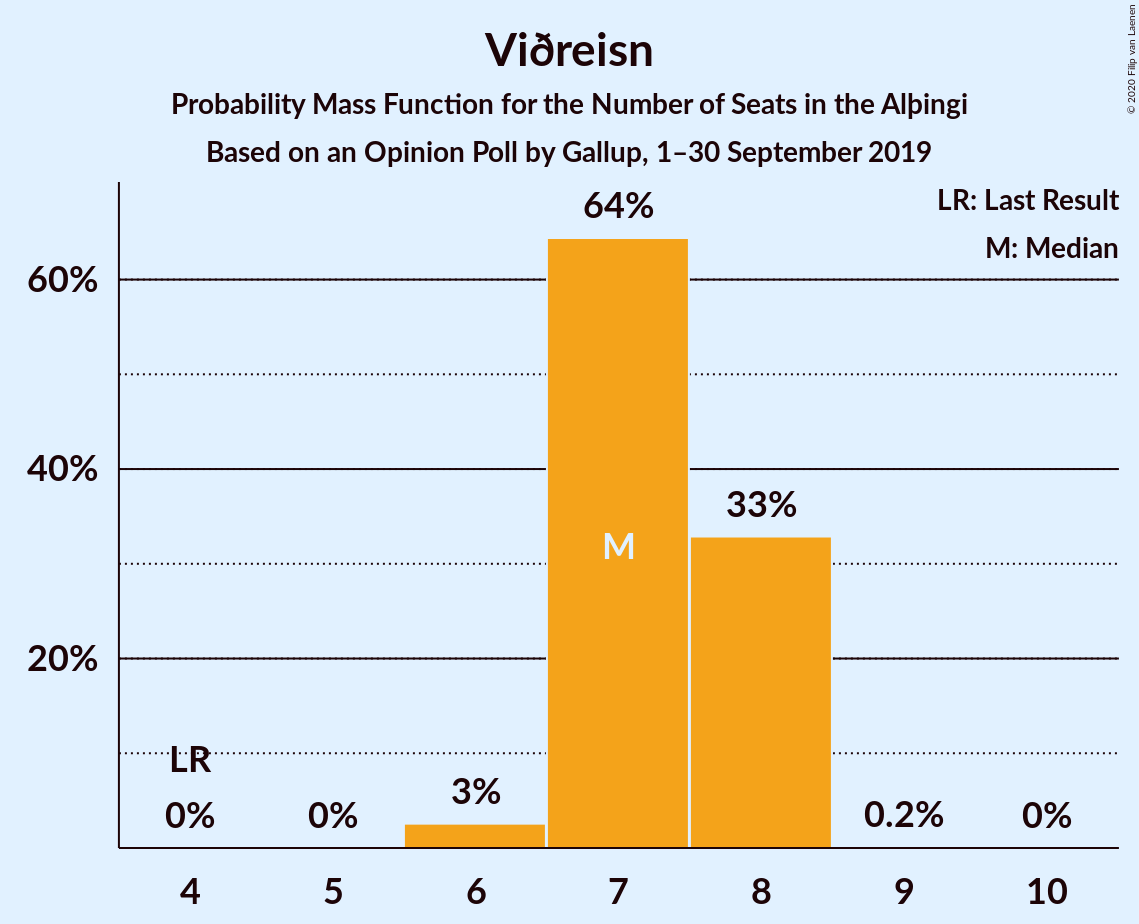 Viðreisn
Probability Mass Function for the Number of Seats in the Alþingi
Based on an Opinion Poll by Gallup, 1–30 September 2019
© 2020 Filip van Laenen
LR: Last Result
M: Median
64%
60%
40%
33%
M
20%
LR
0%
0%
3%
0.2%
0%
4
5
6
7
8
9
10